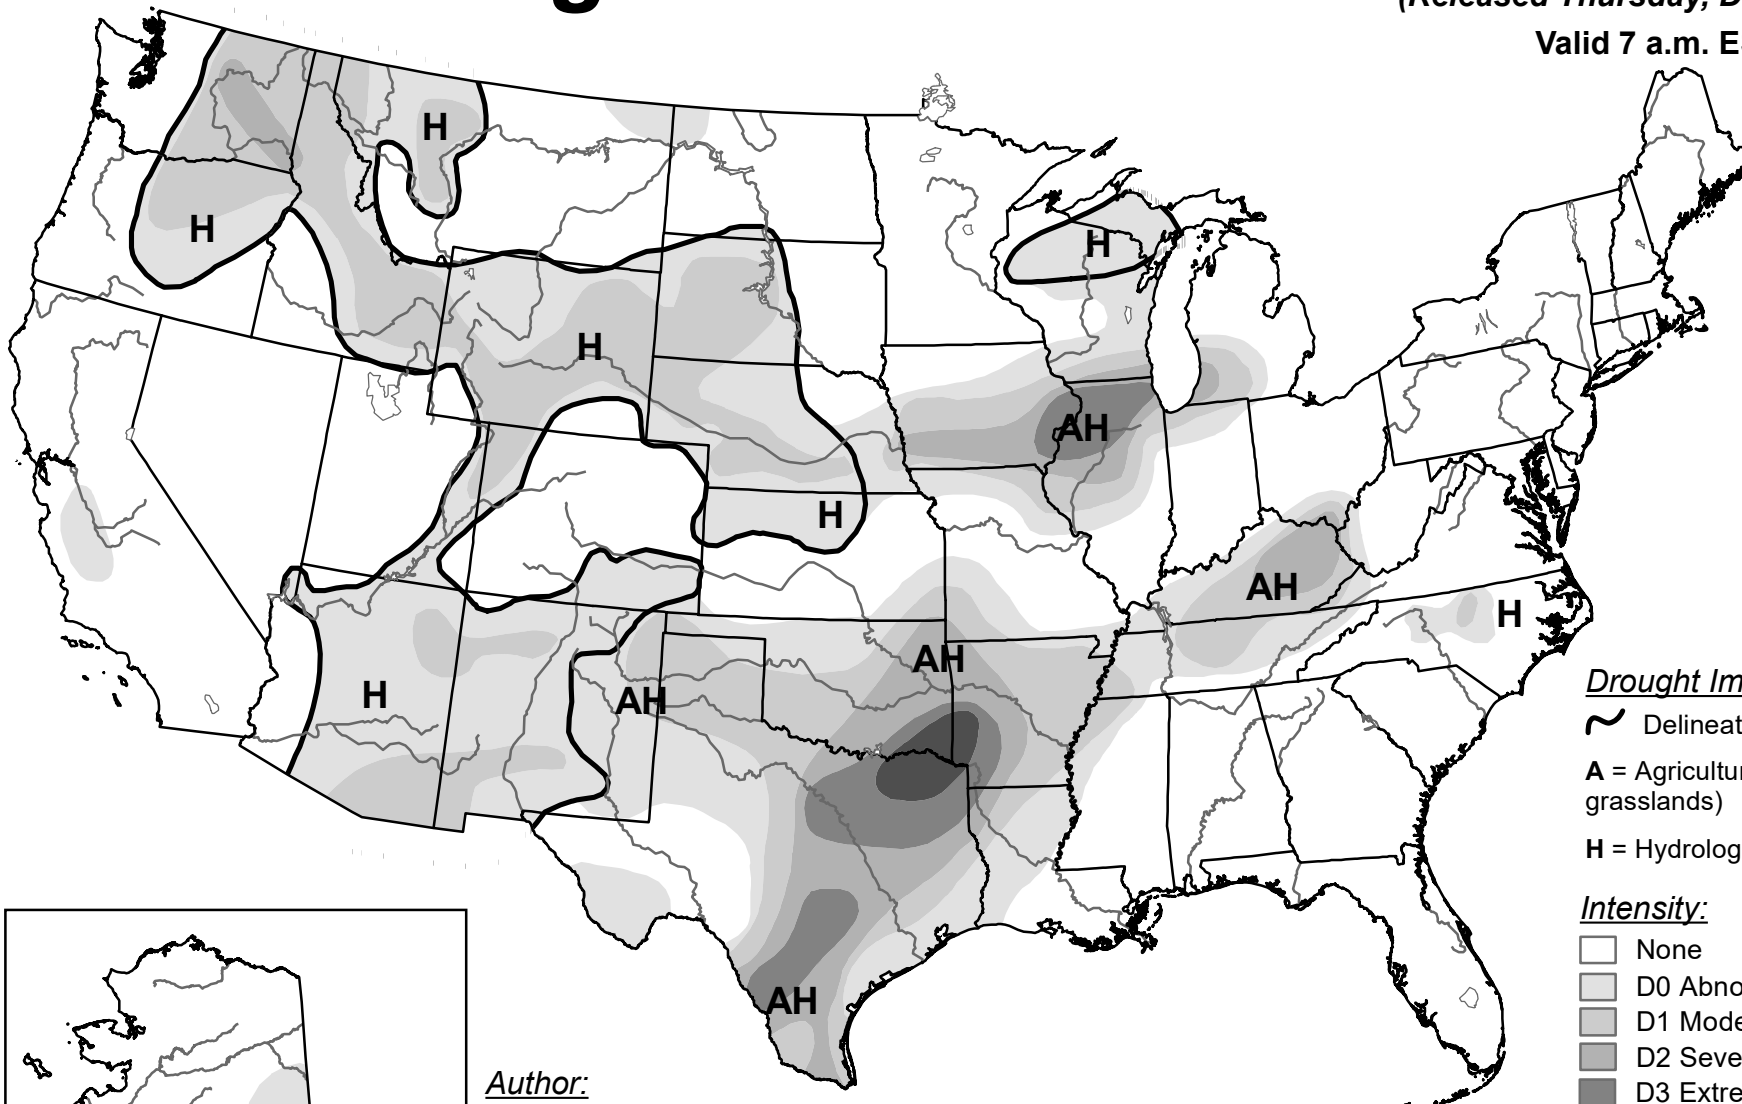 g
(Released Thursday, D
Valid 7 a.m. E
H
H
H
H
AH
H
AH
H
AH
H
AH
AH
Drought Im
Delineat
A = Agricultur
grasslands)
H = Hydrolog
Intensity:
None
D0 Abno
D1 Mode
D2 Seve
D3 Extre
Author: